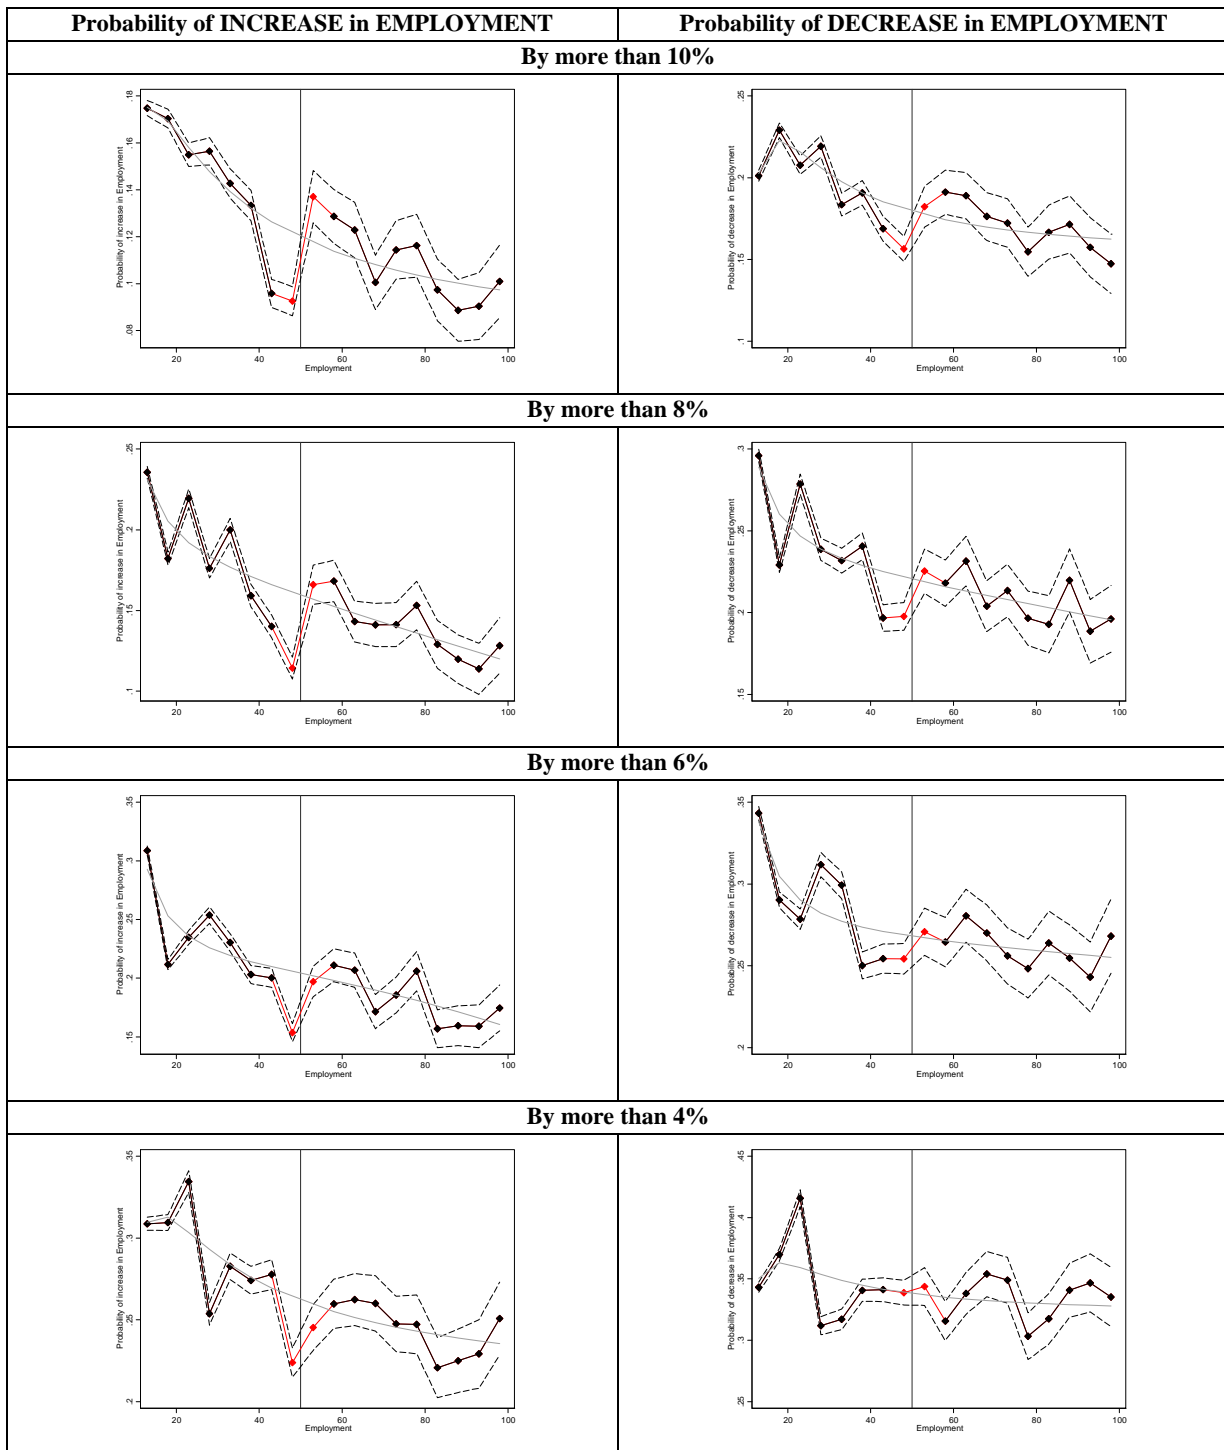 Probability of INCREASE in EMPLOYMENT
Probability of DECREASE in EMPLOYMENT
By more than 10%
Probability of increase in Employment
.08 .1 .12 .14 .16 .18
20 40 60 80 100
Employment
Probability of decrease in Employment
.1 .15 .2 .25
20 40 60 80 100
Employment
By more than 8%
Probability of increase in Employment
.1 .15 .2 .25
20 40 60 80 100
Employment
Probability of decrease in Employment
.15 .2 .25 .3
20 40 60 80 100
Employment
By more than 6%
Probability of increase in Employment
.15 .2 .25 .3 .35
20 40 60 80 100
Employment
Probability of decrease in Employment
.2 .25 .3 .35
20 40 60 80 100
Employment
By more than 4%
Probability of increase in Employment
.2 .25 .3 .35
20 40 60 80 100
Employment
Probability of decrease in Employment
.25 .3 .35 .4 .45
20 40 60 80 100
Employment